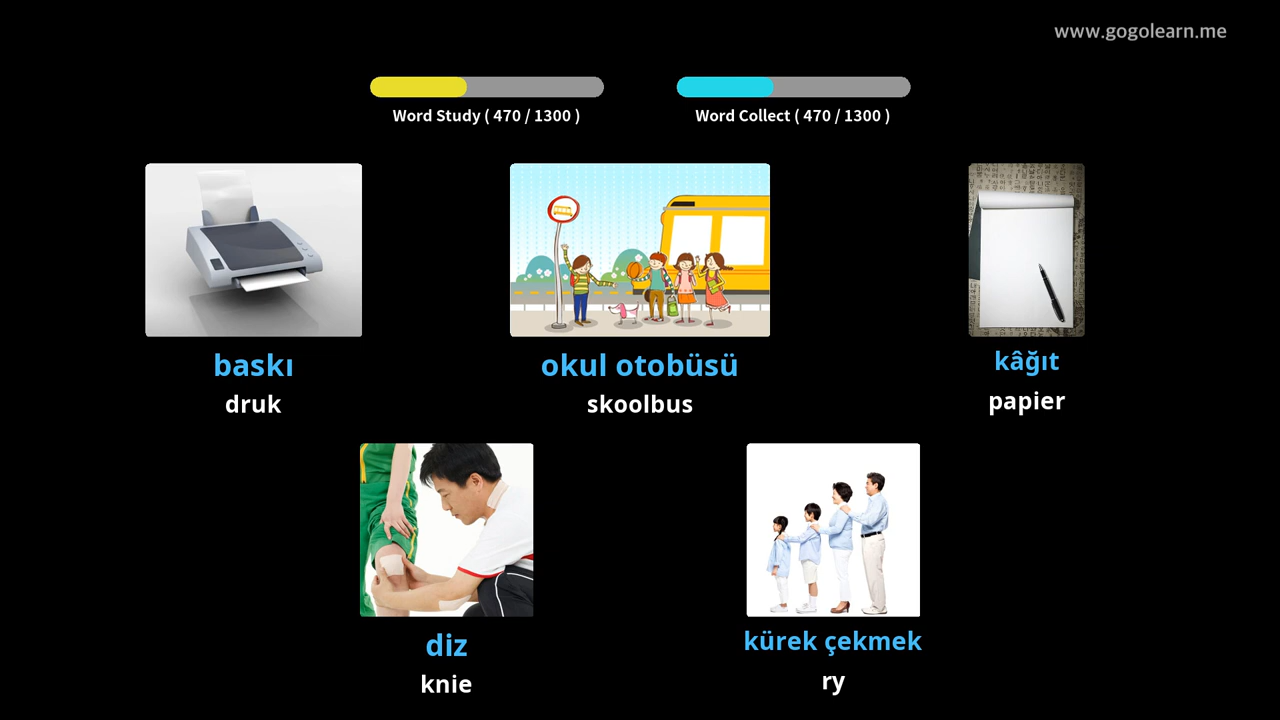 www.gogolearn.me
Word Study ( 470 / 1300 )
Word Collect ( 470 / 1300 )
baskı
druk
okul otobüsü
skoolbus
kâğıt
papier
diz
knie
kürek çekmek
ry